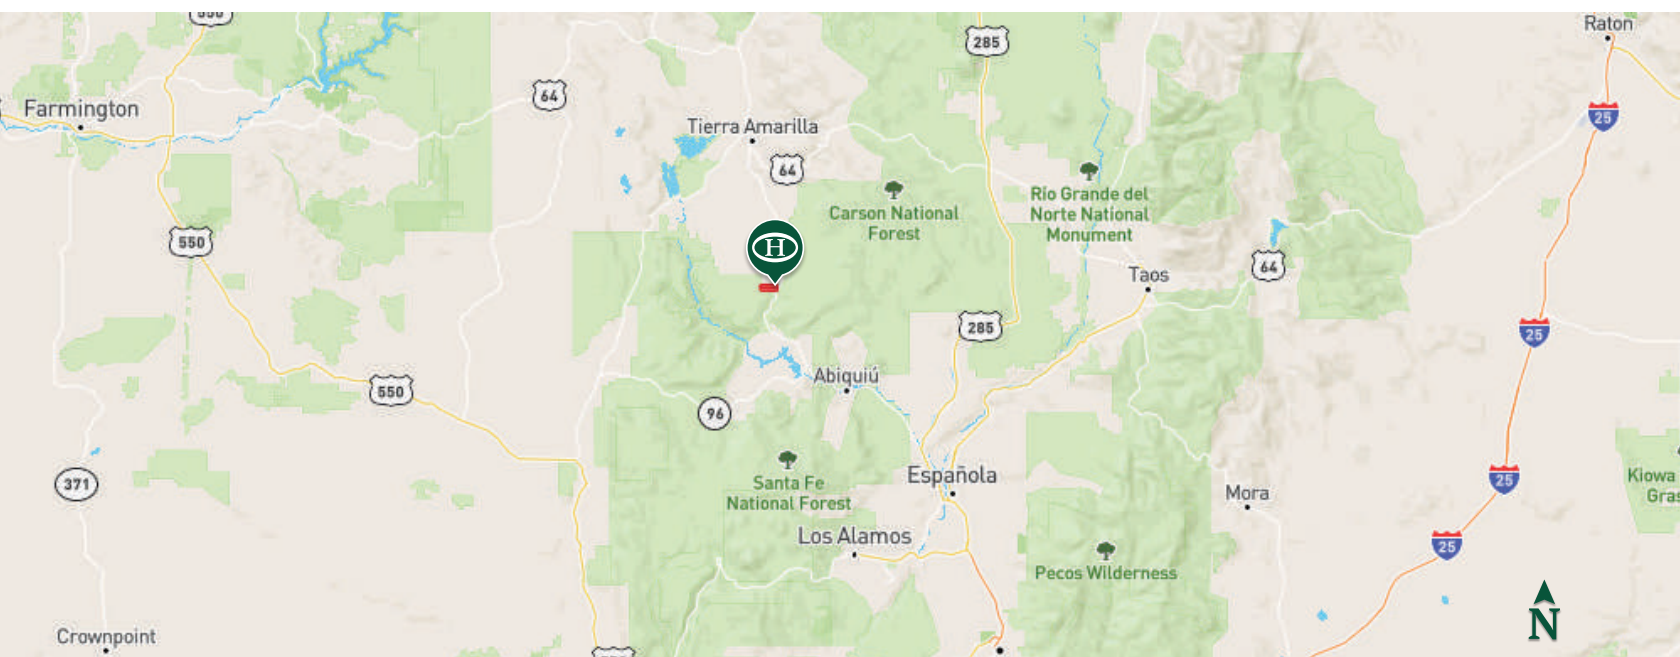 550
Raton
285
64
Farmington
25
Tierra Amarilla
64
Rio Grande del
Norte National
Monument
Carson National
Forest
550
H
64
Taos
285
25
Abiquiú
550
96
Española
371
Santa Fe
National Forest
25
Kiowa
Gras
Mora
Los Alamos
25
Pecos Wilderness
N
Crownpoint